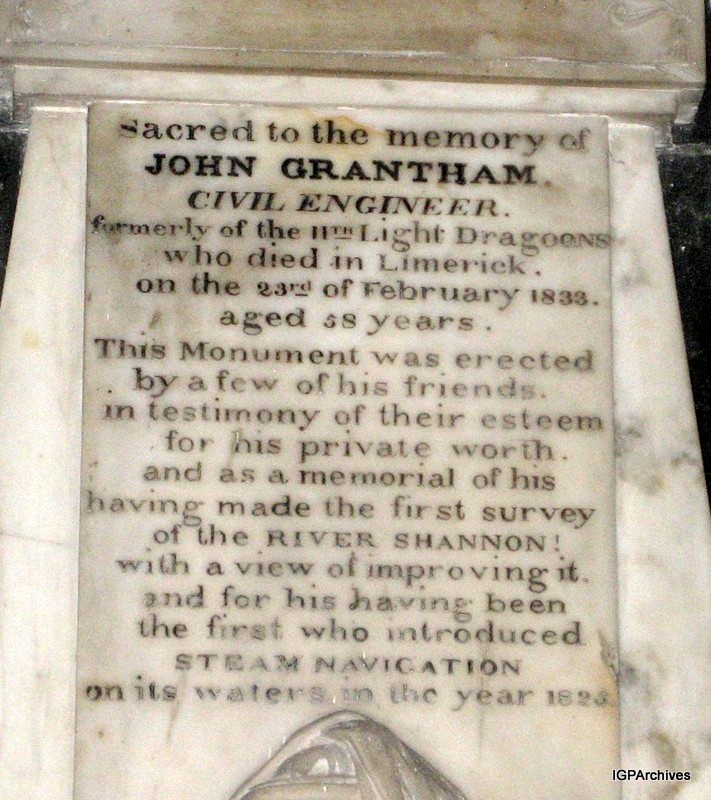 Sacred to the memory of
JOHN GRANTHAM.
CIVIL ENGINEER.
formerly of the 11TH Light Dragoons
who died in Limerick.
on the 23rd of February 1833.
aged 58 years.
This Monument was erected
by a few of his friends.
in testimony of their esteem
for his private worth.
and as a memorial of his
having made the first survey
of the RIVER SHANNON!
with a view of improving it.
and for his having been
the first who introduced
STEAM NAVICATION
on its waters in the year 1825.
IGPArchives